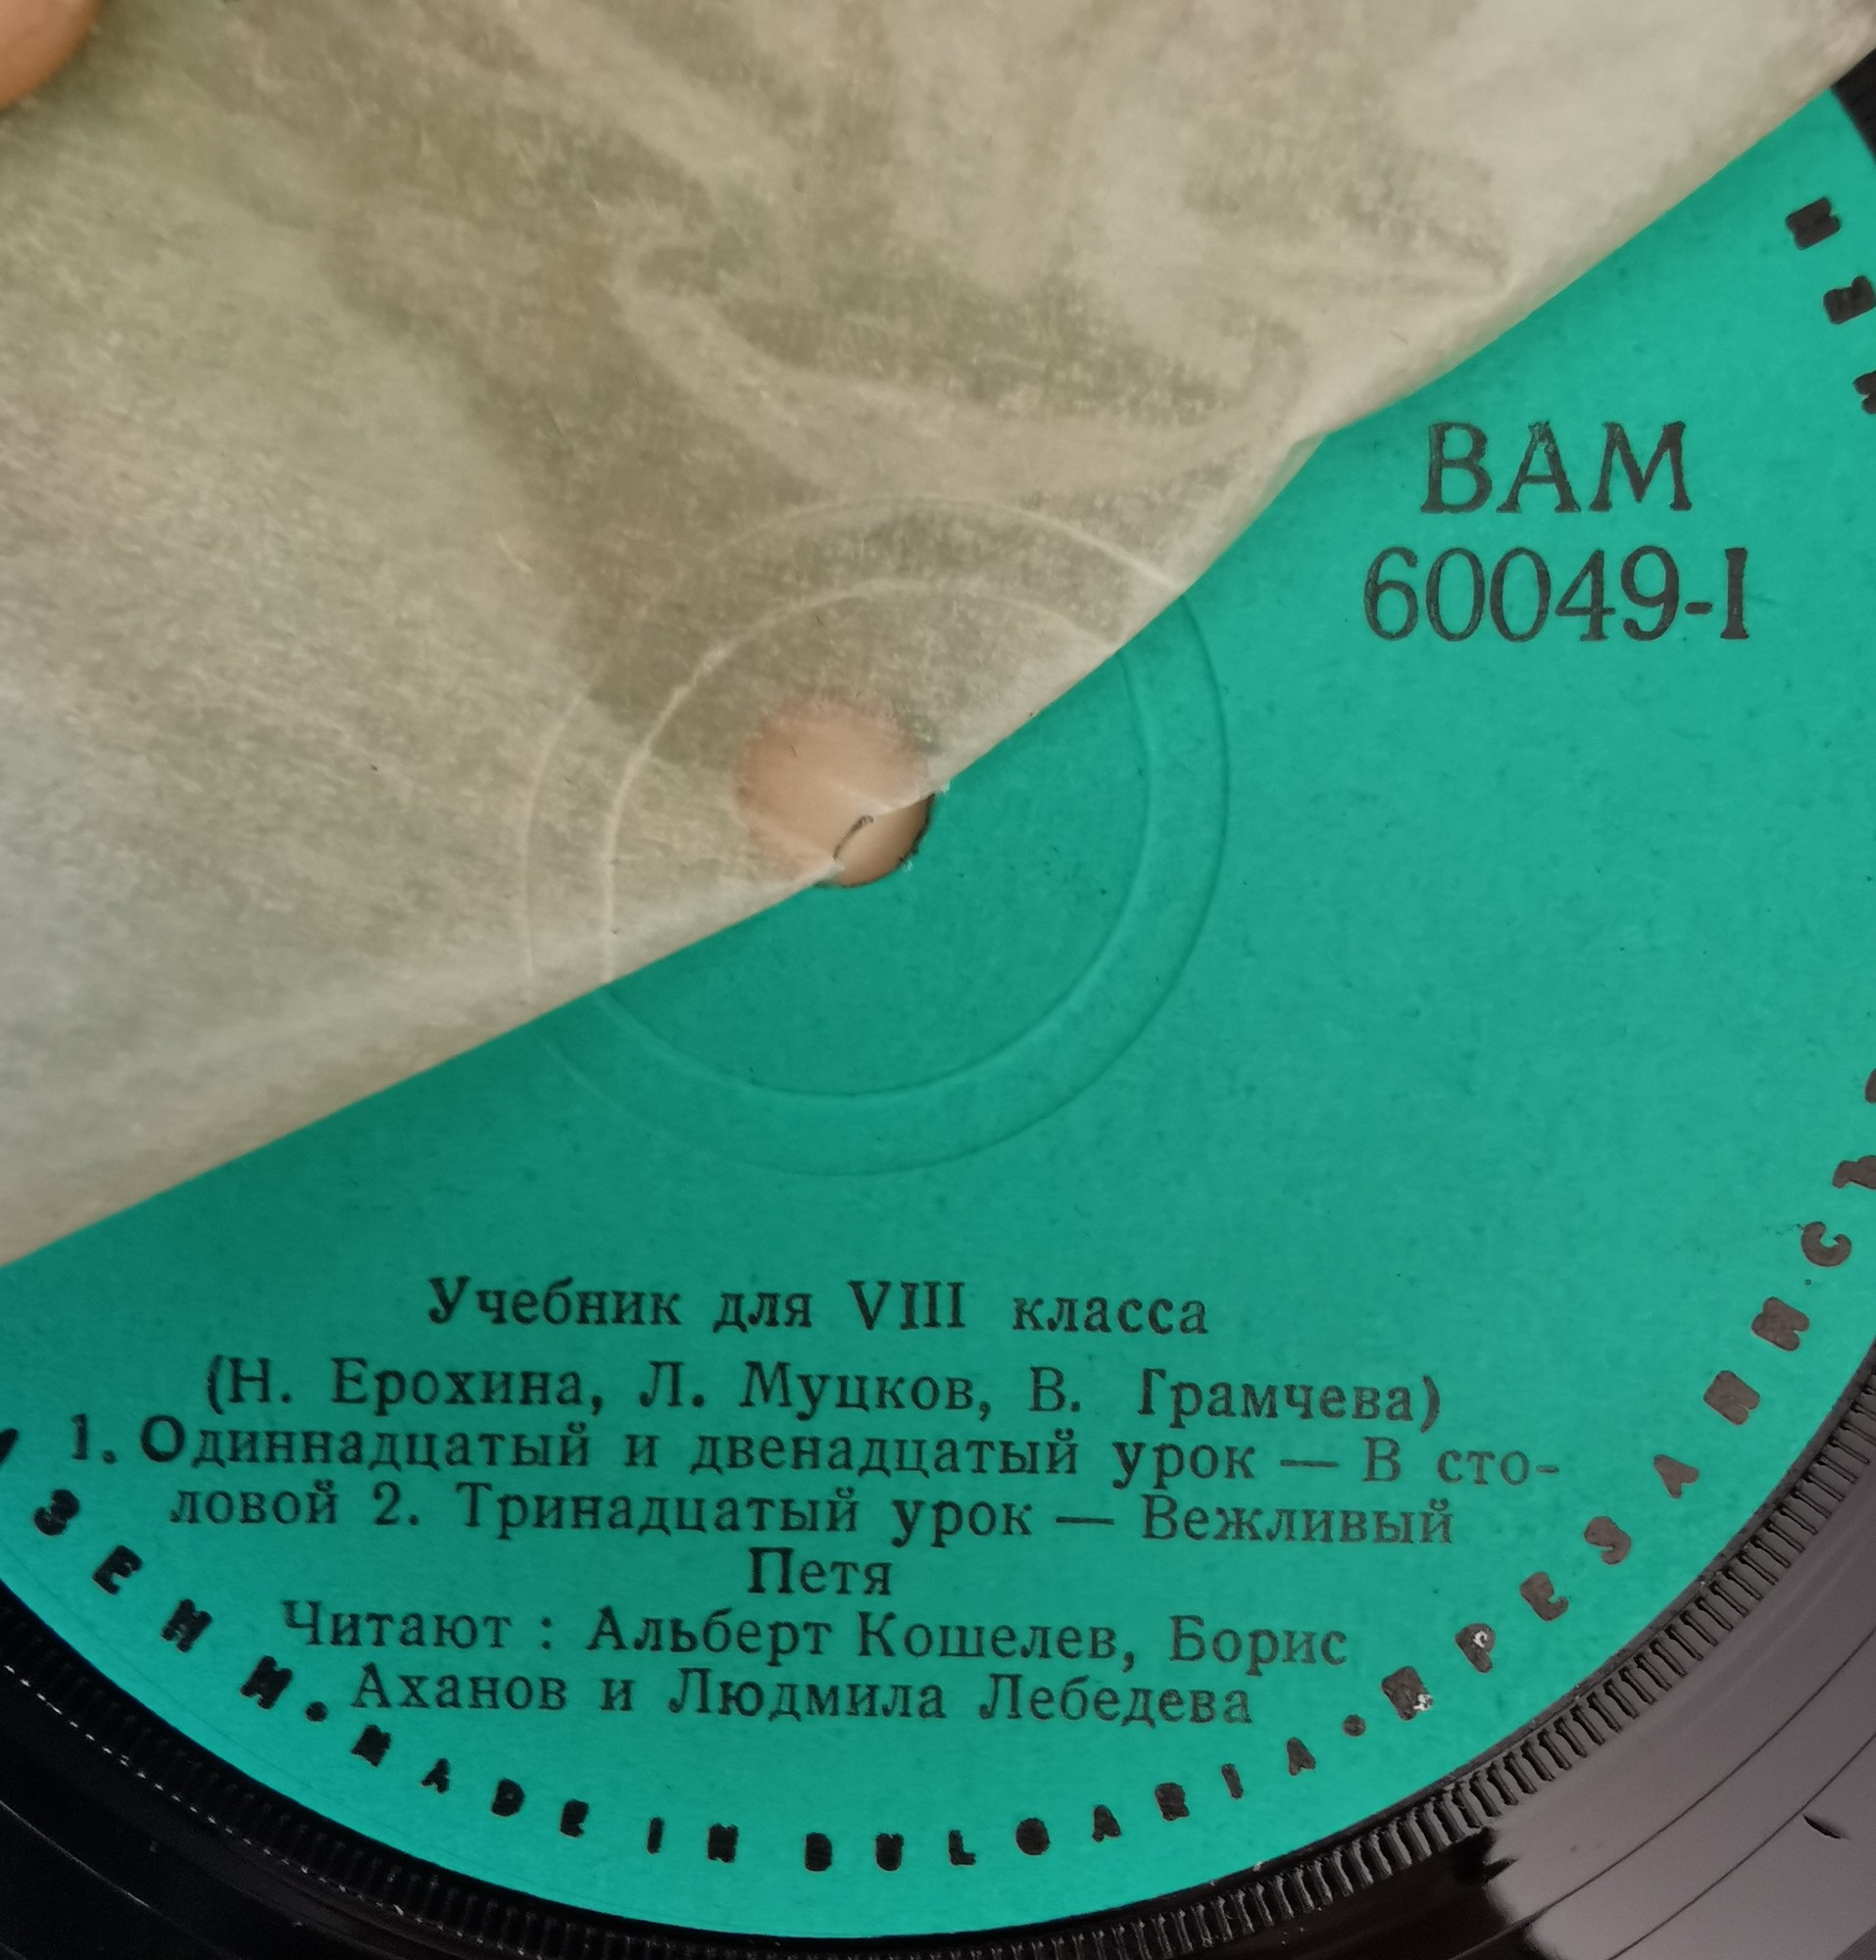 ВАМ
60049-I
Учебник для VIII класса
(Н. Ерохина, Л. Муцков, В. Грамчева)
1. Одиннадцатый и двенадцатый урок — В сто-
ловой 2. Тринадцатый урок — Вежливый
Петя
Читают : Альберт Кошелев, Борис
Аханов и Людмила Лебедева
MADE IN BULGARIA